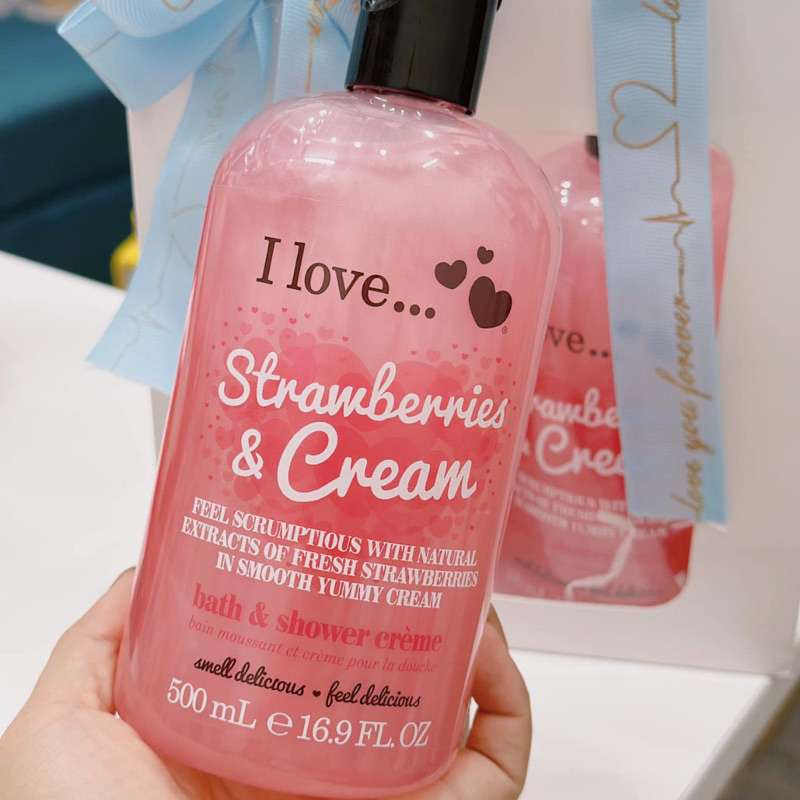 I love...
Strawberries
& Cream
FEEL SCRUMPTIOUS WITH NATURAL
EXTRACTS OF FRESH STRAWBERRIES
IN SMOOTH YUMMY CREAM
bath & shower crème
bain moussant et crème pour la douche
smell delicious ♥ feel delicious
500 mL ℮ 16.9 FL. OZ
®
love you forever